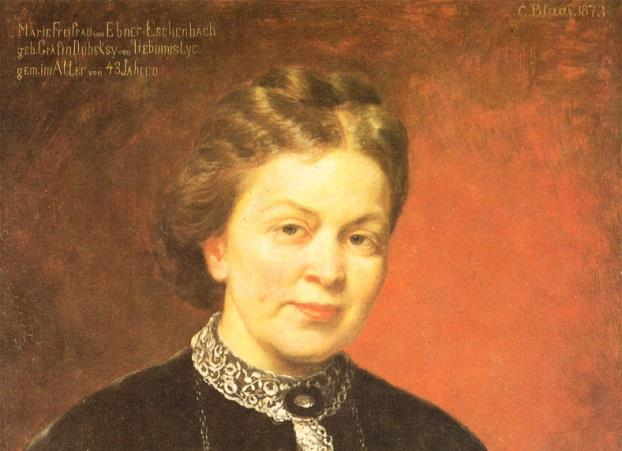 Marie Freifrau von Ebner-Eschenbach
geb. Gräfin Dubsky von Trebomislyc
gem. im Alter von 43 Jahren
C. Blaas. 1873